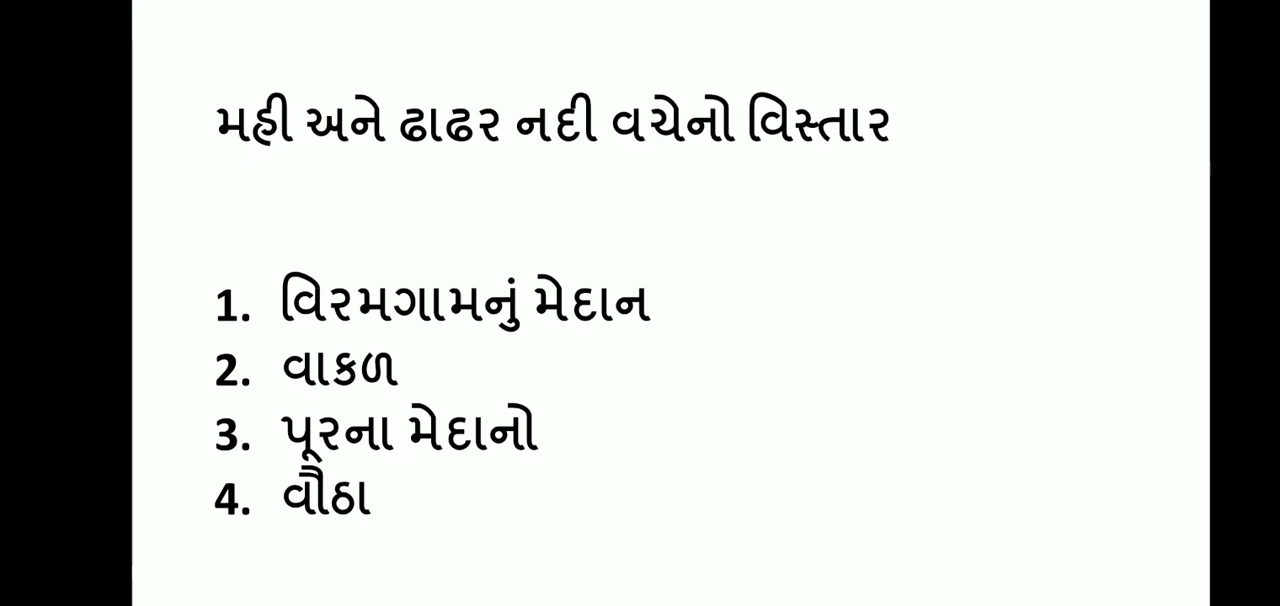 મહી અને ઢાઢર નદી વચેનો વિસ્તાર
1. વિરમગામનું મેદાન
2. વાકળ
3. પૂરના મેદાનો
4. વૌઠા